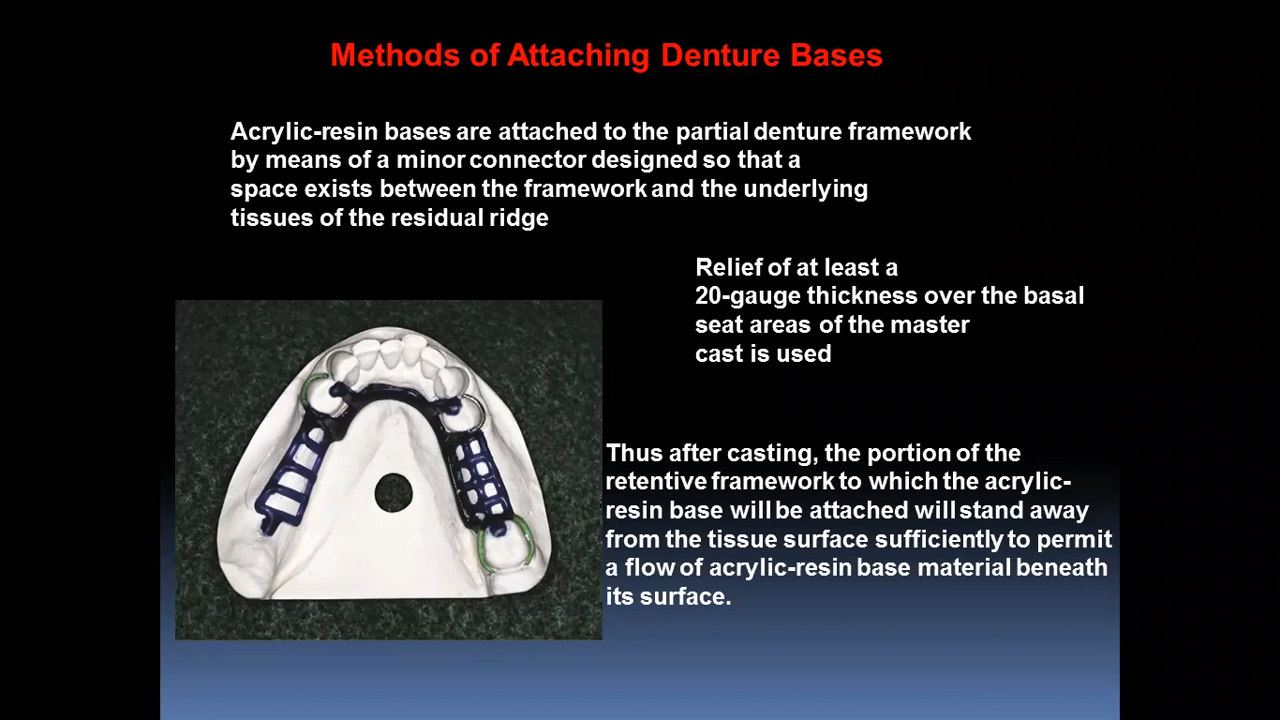 Methods of Attaching Denture Bases
Acrylic-resin bases are attached to the partial denture framework
by means of a minor connector designed so that a
space exists between the framework and the underlying
tissues of the residual ridge
Relief of at least a
20-gauge thickness over the basal
seat areas of the master
cast is used
Thus after casting, the portion of the
retentive framework to which the acrylic-
resin base will be attached will stand away
from the tissue surface sufficiently to permit
a flow of acrylic-resin base material beneath
its surface.